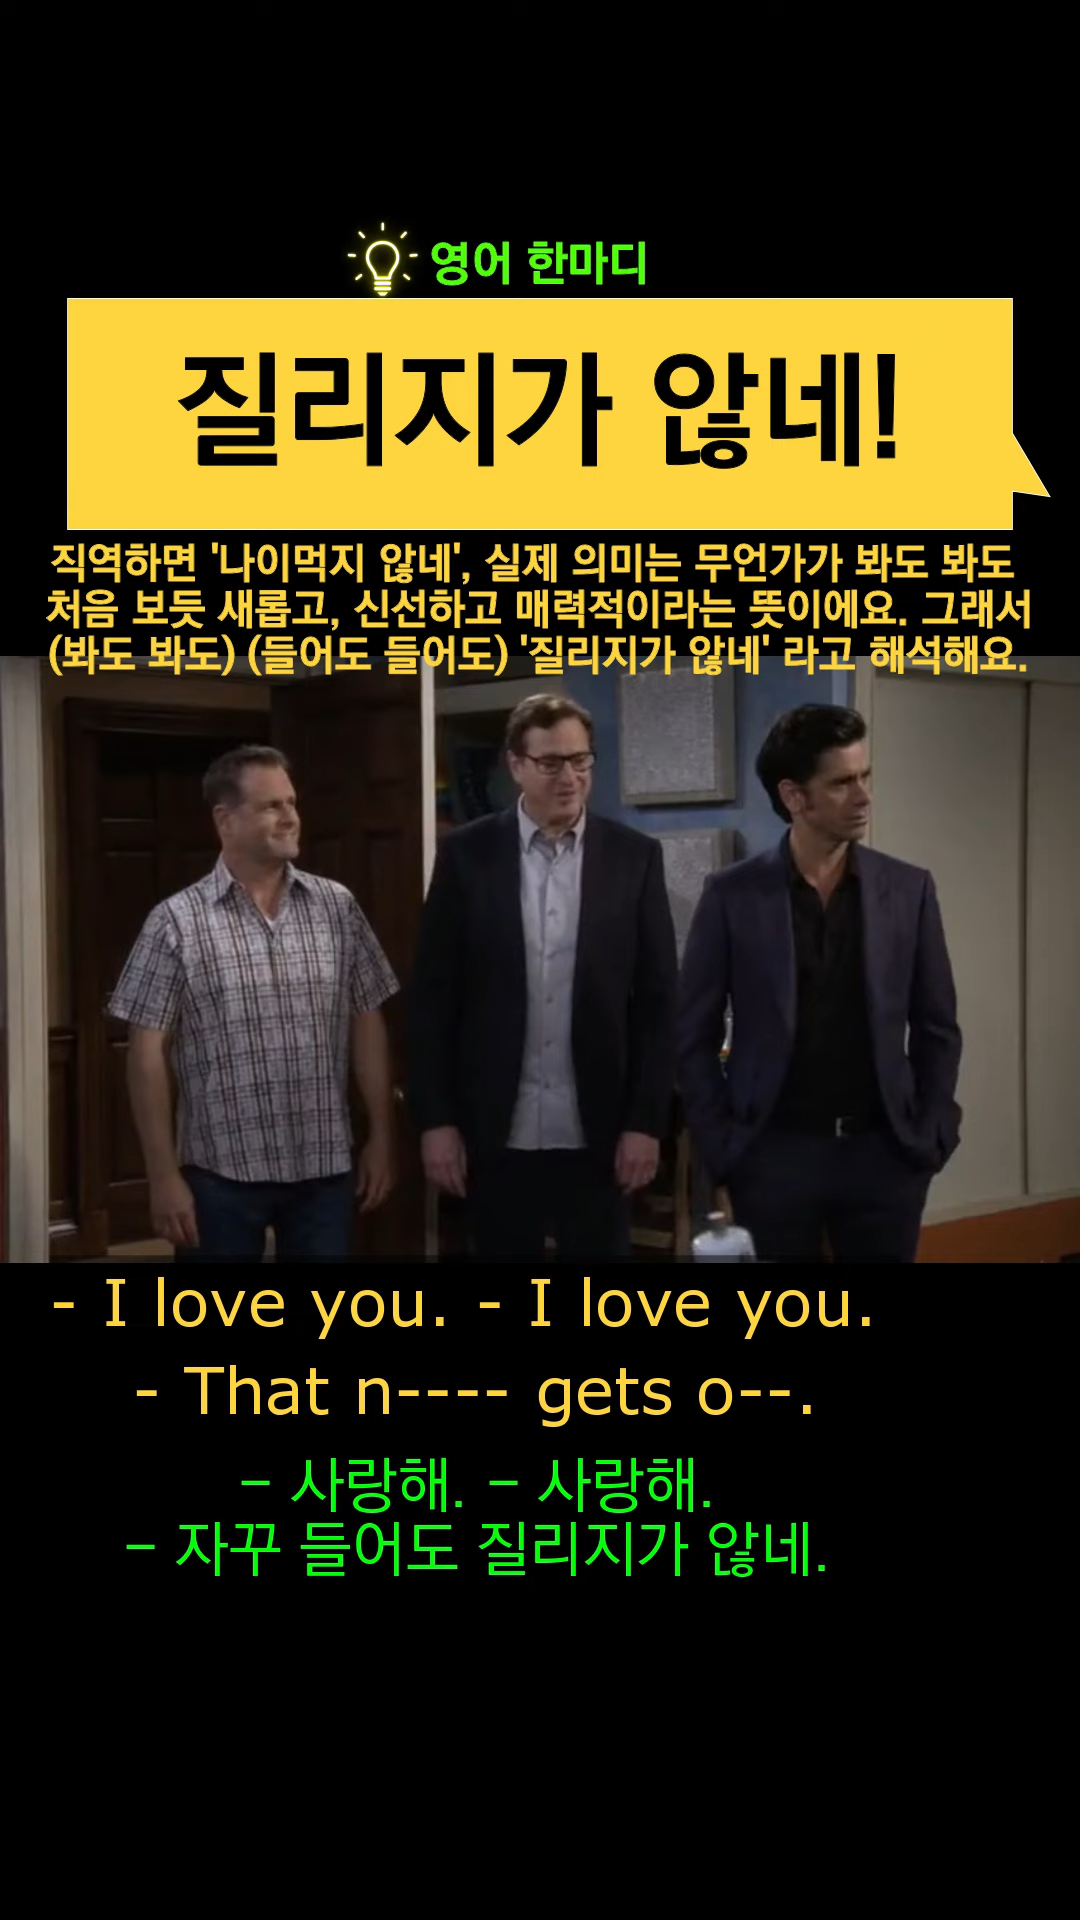 영어 한마디
질리지가 않네!
직역하면 '나이먹지 않네', 실제 의미는 무언가가 봐도 봐도
처음 보듯 새롭고, 신선하고 매력적이라는 뜻이에요. 그래서
(봐도 봐도) (들어도 들어도) '질리지가 않네' 라고 해석해요.
- I love you. - I love you.
- That n---- gets o--.
- 사랑해. - 사랑해.
- 자꾸 들어도 질리지가 않네.